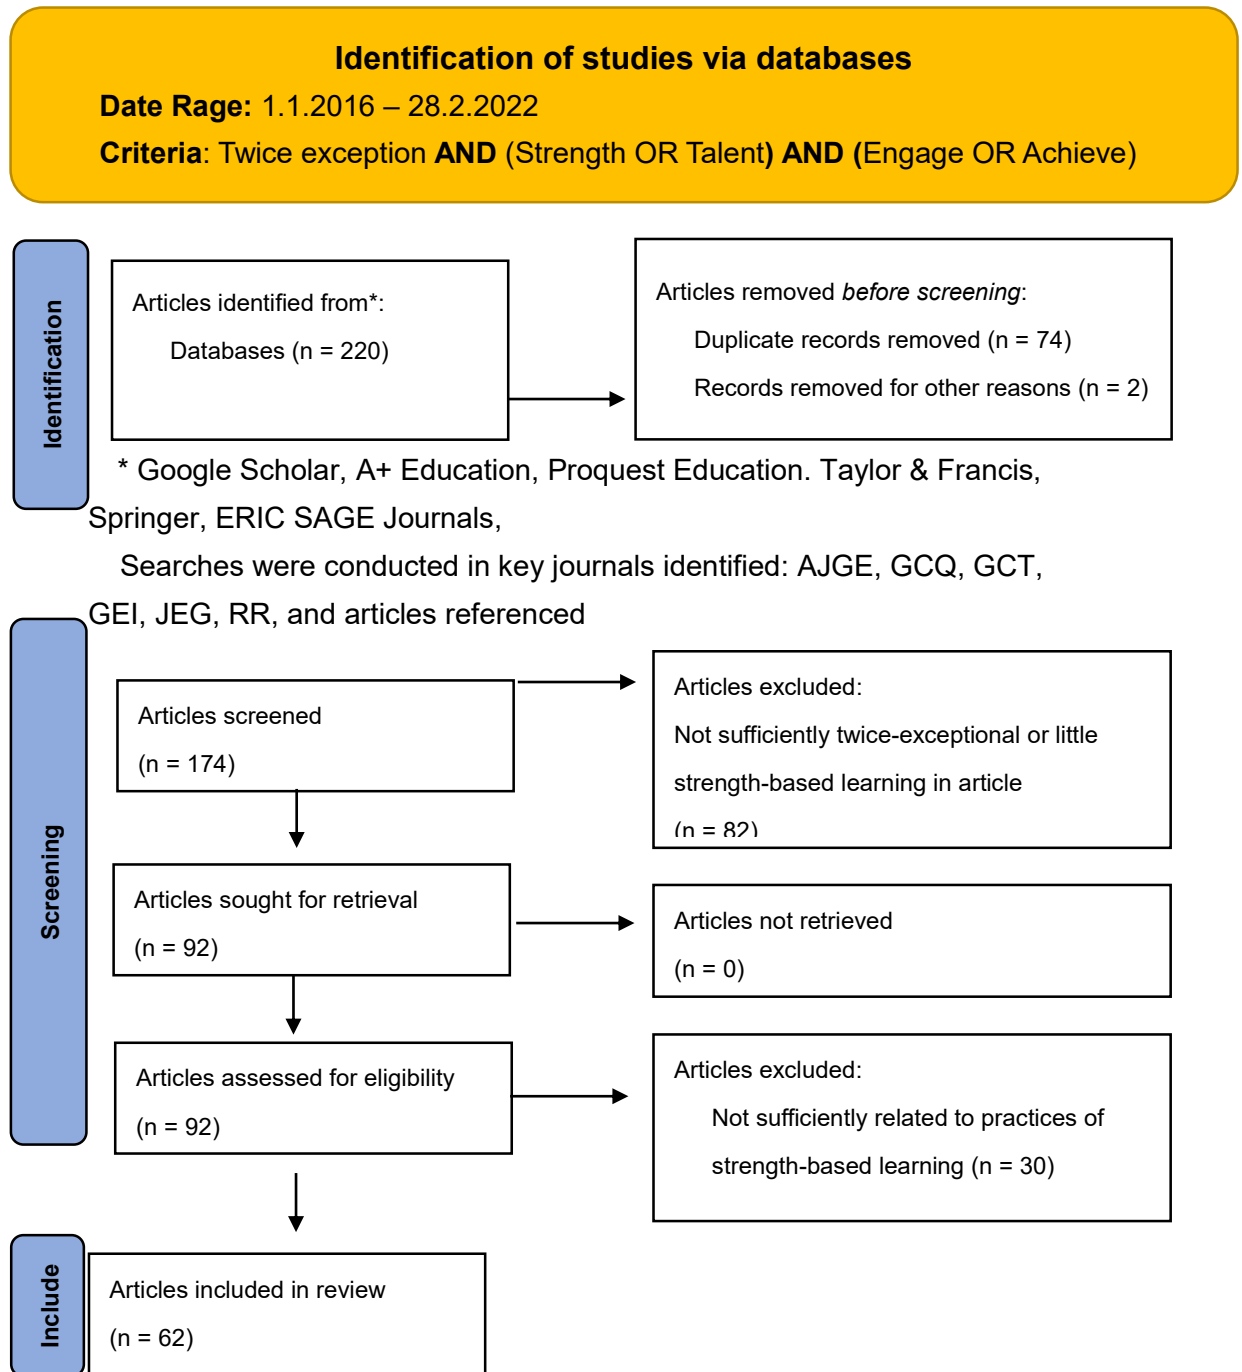 Identification of studies via databases
Date Rage: 1.1.2016 – 28.2.2022
Criteria: Twice exception AND (Strength OR Talent) AND (Engage OR Achieve)
Identification
Articles identified from*:
Databases (n = 220)
Articles removed before screening:
Duplicate records removed (n = 74)
Records removed for other reasons (n = 2)
* Google Scholar, A+ Education, Proquest Education. Taylor & Francis,
Springer, ERIC SAGE Journals,
Searches were conducted in key journals identified: AJGE, GCQ, GCT,
GEI, JEG, RR, and articles referenced
Screening
Articles screened
(n = 174)
Articles excluded:
Not sufficiently twice-exceptional or little
strength-based learning in article
(n = 82)
Articles sought for retrieval
(n = 92)
Articles not retrieved
(n = 0)
Articles assessed for eligibility
(n = 92)
Articles excluded:
Not sufficiently related to practices of
strength-based learning (n = 30)
Include
Articles included in review
(n = 62)